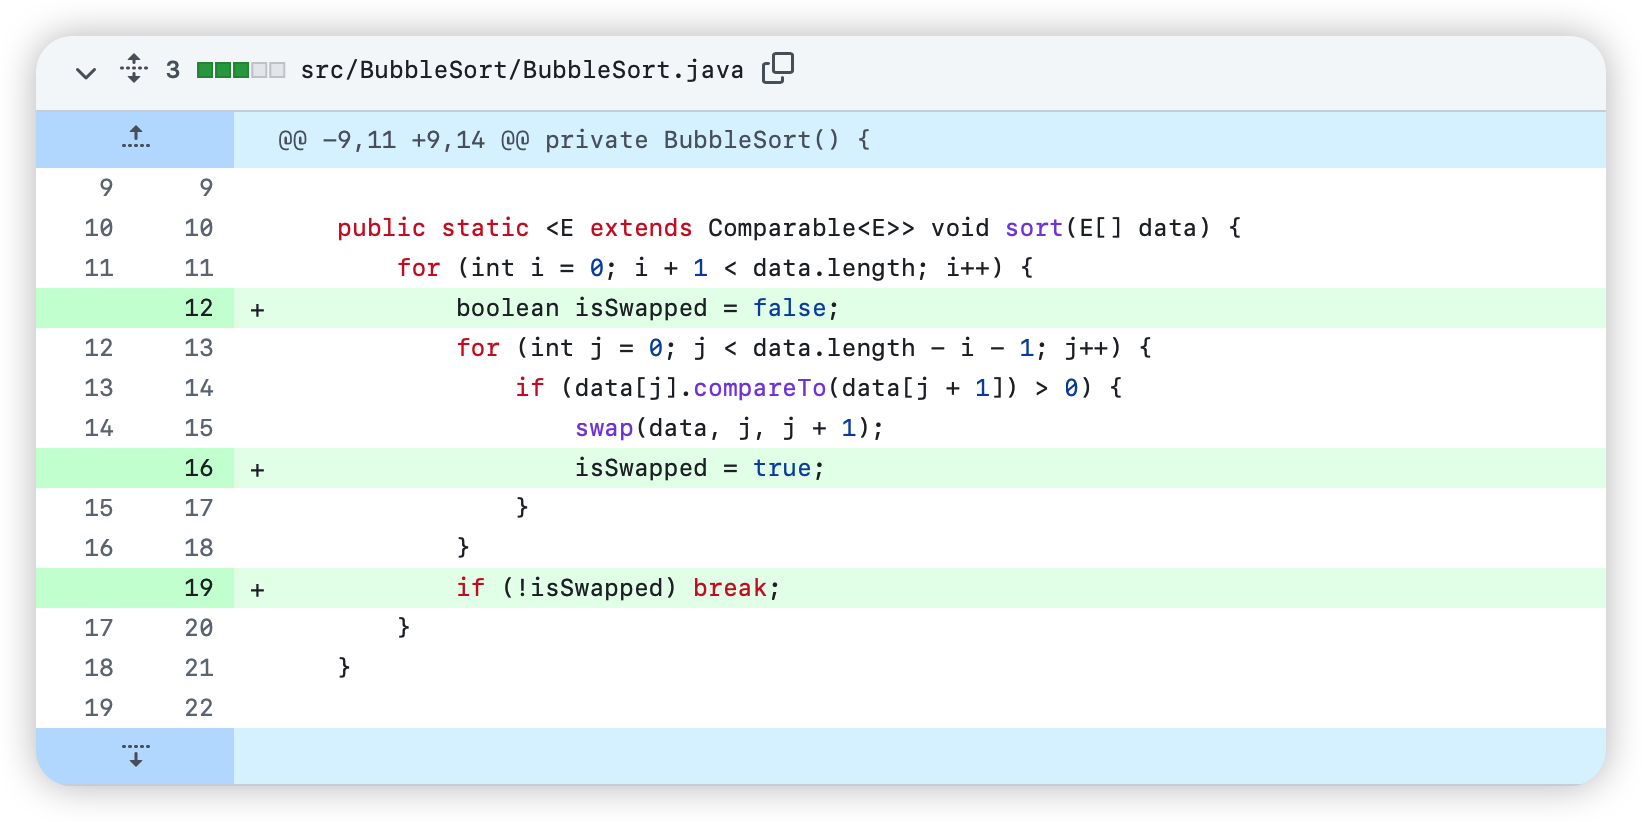 3 src/BubbleSort/BubbleSort.java
@@ -9,11 +9,14 @@ private BubbleSort() {
9 9
10 10 public static <E extends Comparable<E>> void sort(E[] data) {
11 11 for (int i = 0; i + 1 < data.length; i++) {
12 + boolean isSwapped = false;
12 13 for (int j = 0; j < data.length - i - 1; j++) {
13 14 if (data[j].compareTo(data[j + 1]) > 0) {
14 15 swap(data, j, j + 1);
16 + isSwapped = true;
15 17 }
16 18 }
19 + if (!isSwapped) break;
17 20 }
18 21 }
19 22